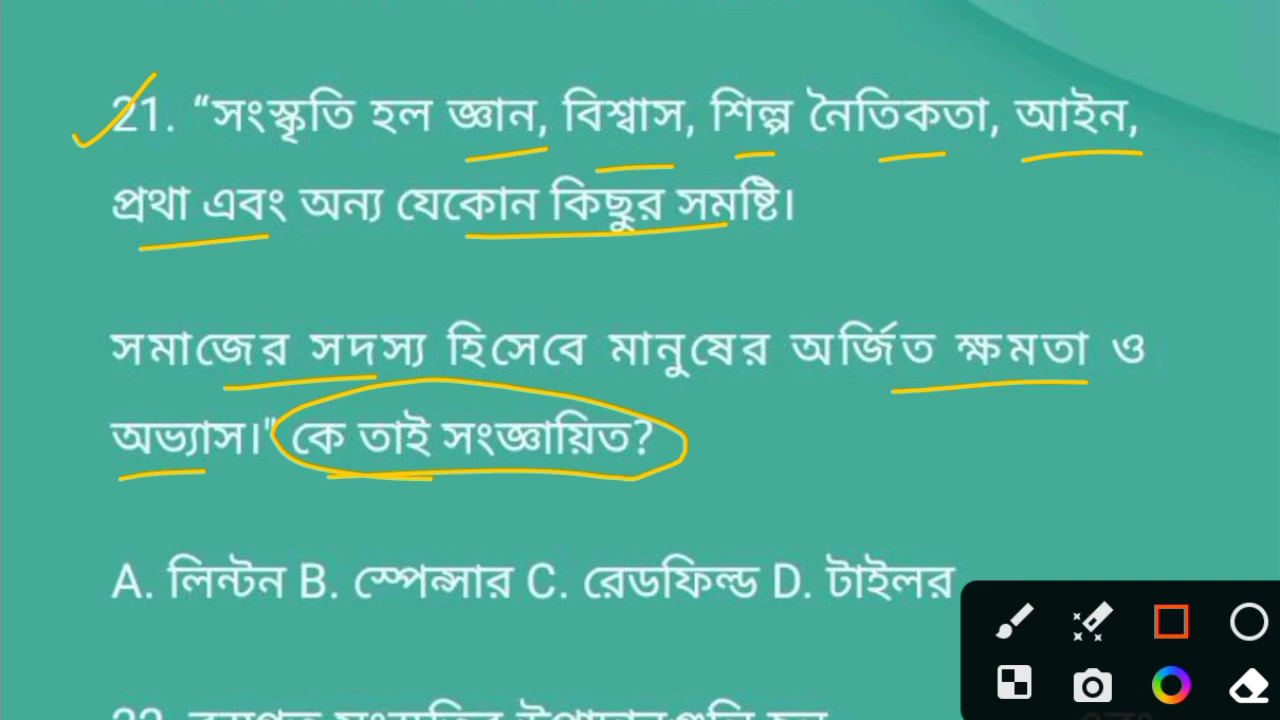 21. “সংস্কৃতি হল জ্ঞান, বিশ্বাস, শিল্প নৈতিকতা, আইন,
প্রথা এবং অন্য যেকোন কিছুর সমষ্টি।
সমাজের সদস্য হিসেবে মানুষের অর্জিত ক্ষমতা ও
অভ্যাস।" কে তাই সংজ্ঞায়িত?
A. লিন্টন B. স্পেন্সার C. রেডফিল্ড D. টাইলর